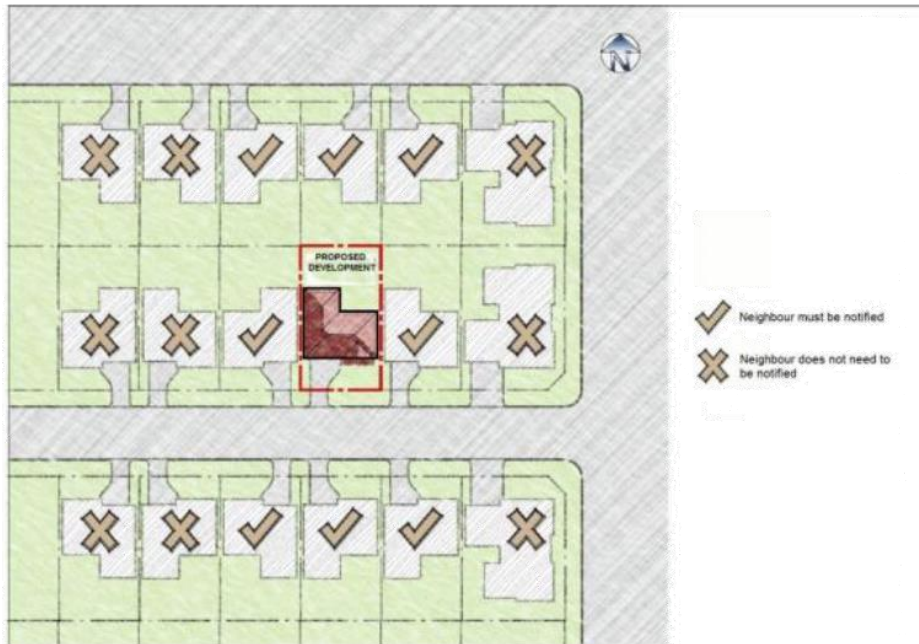 N
PROPOSED
DEVELOPMENT
Neighbour must be notified
Neighbour does not need to
be notified